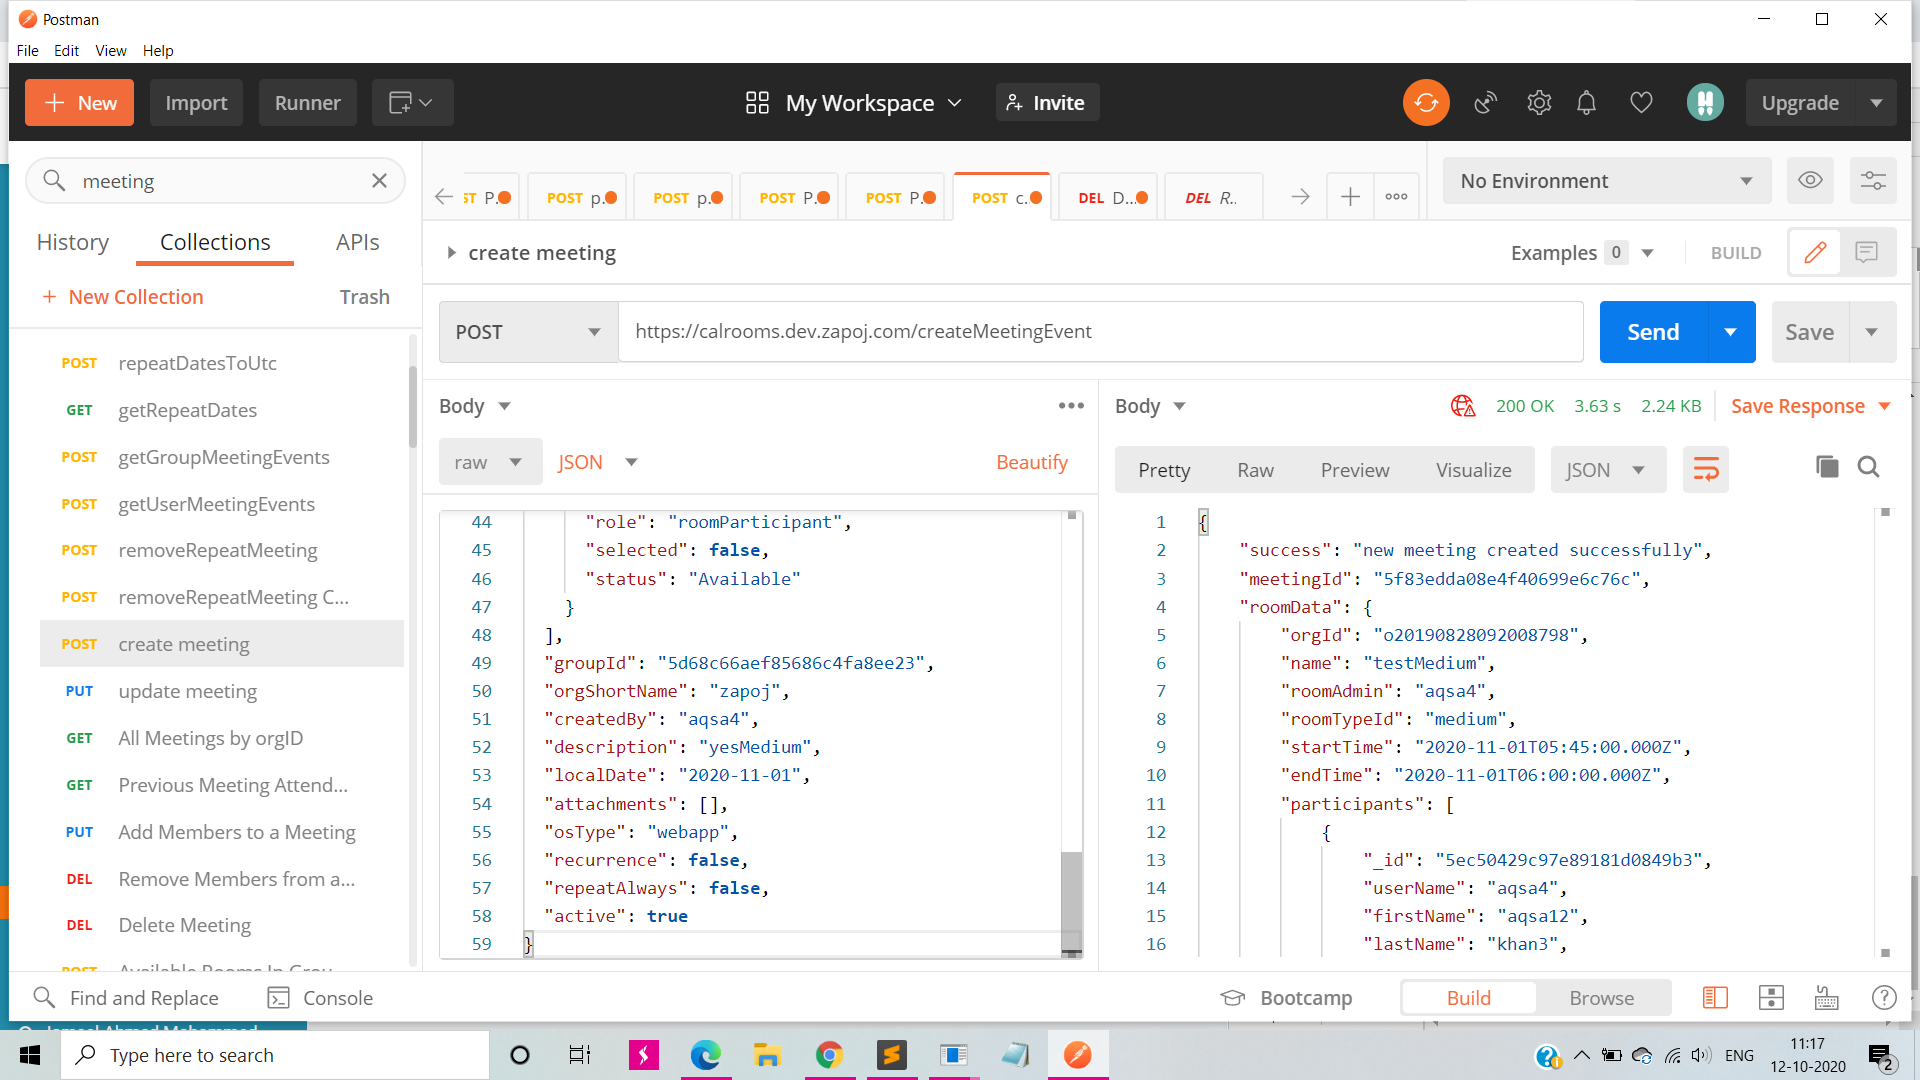 Postman
File Edit View Help
New Import Runner My Workspace Invite Upgrade
meeting
History Collections APIs
New Collection Trash
POST repeatDatesToUtc
GET getRepeatDates
POST getGroupMeetingEvents
POST getUserMeetingEvents
POST removeRepeatMeeting
POST removeRepeatMeeting C...
POST create meeting
PUT update meeting
GET All Meetings by orgID
GET Previous Meeting Attend...
PUT Add Members to a Meeting
DEL Remove Members from a...
DEL Delete Meeting
POST Available Rooms In Grou
ST P. POST p. POST p. POST P. POST P. POST c. DEL D... DEL R..
No Environment
create meeting
Examples 0 BUILD
POST https://calrooms.dev.zapoj.com/createMeetingEvent Send Save
Body
raw JSON Beautify
44 "role": "roomParticipant",
45 "selected": false,
46 "status": "Available"
47 }
48 ],
49 "groupId": "5d68c66aef85686c4fa8ee23",
50 "orgShortName": "zapoj",
51 "createdBy": "aqsa4",
52 "description": "yesMedium",
53 "localDate": "2020-11-01",
54 "attachments": [],
55 "osType": "webapp",
56 "recurrence": false,
57 "repeatAlways": false,
58 "active": true
59 }
Body 200 OK 3.63 s 2.24 KB Save Response
Pretty Raw Preview Visualize JSON
1 {
2 "success": "new meeting created successfully",
3 "meetingId": "5f83edda08e4f40699e6c76c",
4 "roomData": {
5 "orgId": "o20190828092008798",
6 "name": "testMedium",
7 "roomAdmin": "aqsa4",
8 "roomTypeId": "medium",
9 "startTime": "2020-11-01T05:45:00.000Z",
10 "endTime": "2020-11-01T06:00:00.000Z",
11 "participants": [
12 {
13 "_id": "5ec50429c97e89181d0849b3",
14 "userName": "aqsa4",
15 "firstName": "aqsa12",
16 "lastName": "khan3",
Find and Replace Console Bootcamp Build Browse
Type here to search
ENG
11:17
12-10-2020
2